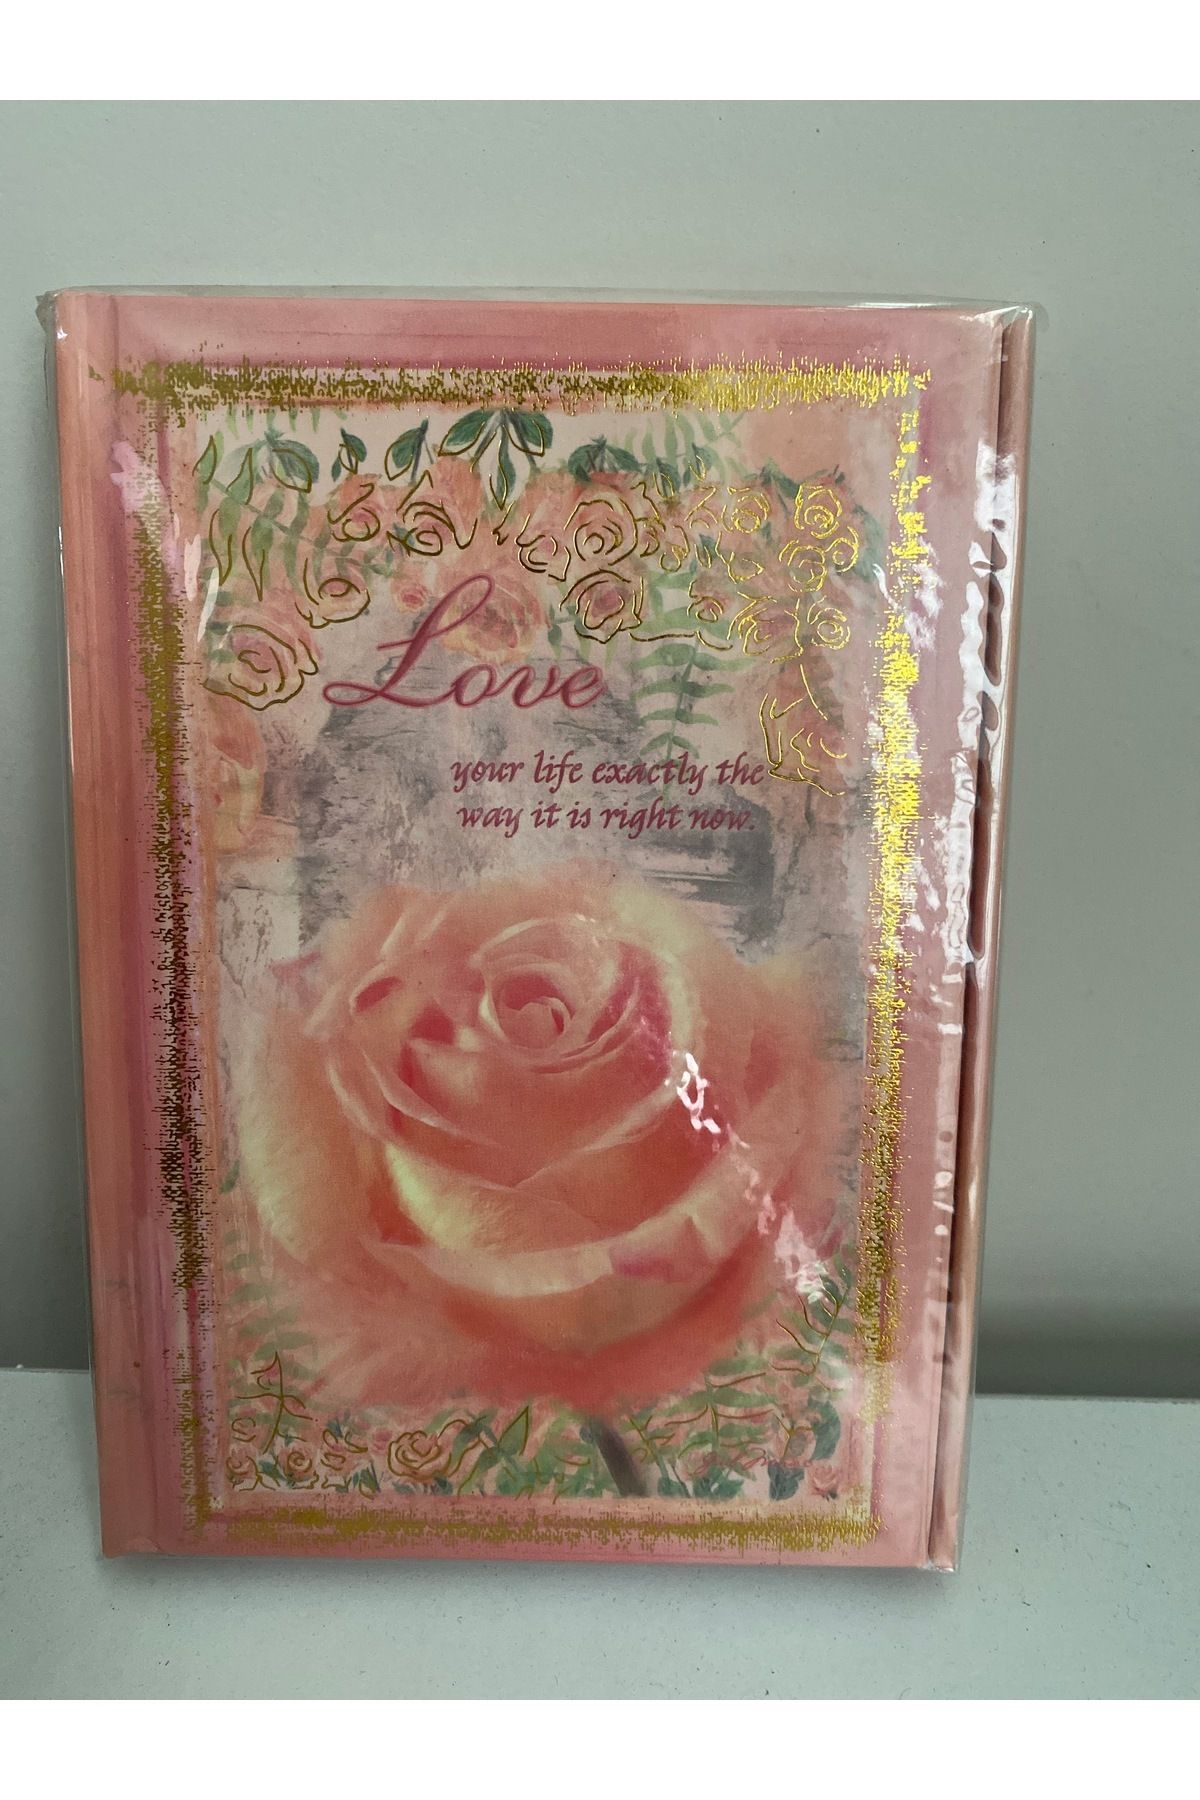 Love
your life exactly the
way it is right now.